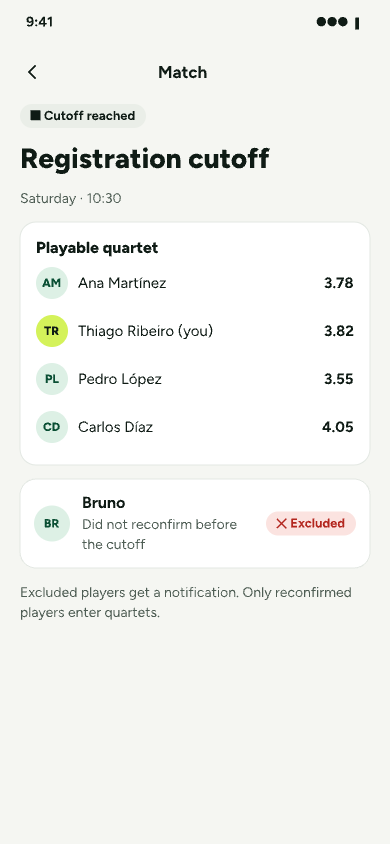 9:41
Match
Cutoff reached
Registration cutoff
Saturday · 10:30
Playable quartet
AM Ana Martínez 3.78
TR Thiago Ribeiro (you) 3.82
PL Pedro López 3.55
CD Carlos Díaz 4.05
Bruno
BR Did not reconfirm before Excluded
the cutoff
Excluded players get a notification. Only reconfirmed
players enter quartets.